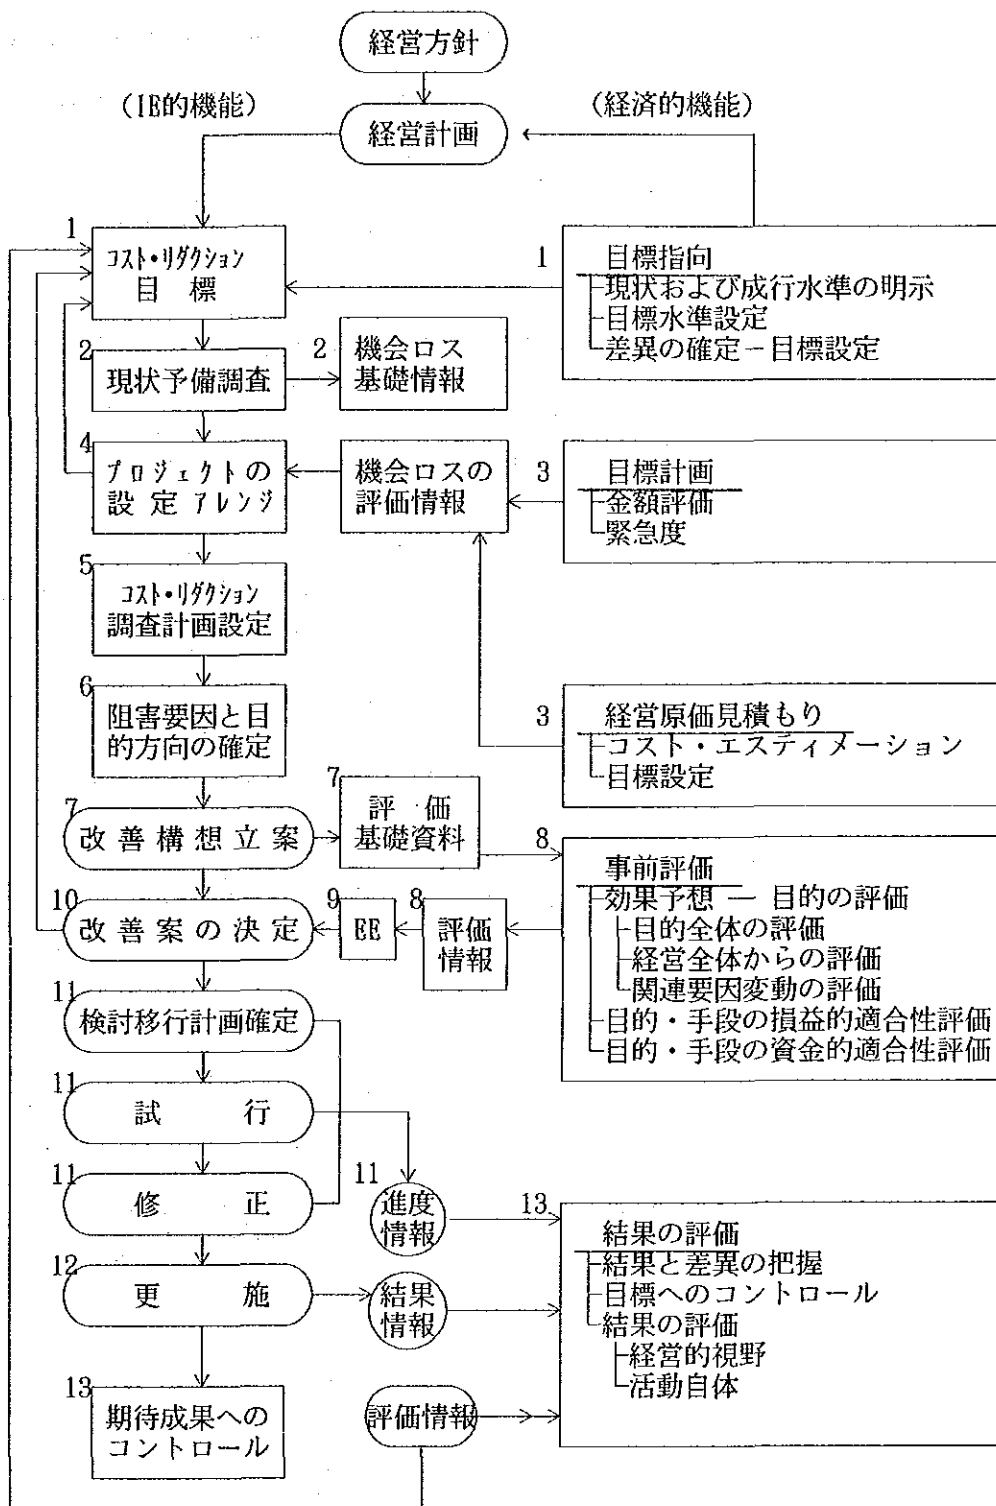 経営方針
(IE的機能)
(経済的機能)
経営計画
1
コスト・リダクション
目 標
1
目標指向
現状および成行水準の明示
目標水準設定
差異の確定－目標設定
2
現状予備調査
2
機会ロス
基礎情報
4
プロジェクトの
設定 アレンジ
機会ロスの
評価情報
3
目標計画
金額評価
緊急度
5
コスト・リダクション
調査計画設定
6
阻害要因と目
的方向の確定
3
経営原価見積もり
コスト・エスティメーション
目標設定
7
改善構想立案
7
評 価
基礎資料
8
事前評価
効果予想 － 目的の評価
目的全体の評価
経営全体からの評価
関連要因変動の評価
目的・手段の損益的適合性評価
目的・手段の資金的適合性評価
10
改善案の決定
9
EE
8
評価
情報
11
検討移行計画確定
11
試 行
11
修 正
11
進度
情報
12
更 施
結果
情報
13
結果の評価
結果と差異の把握
目標へのコントロール
結果の評価
経営的視野
活動自体
13
期待成果への
コントロール
評価情報